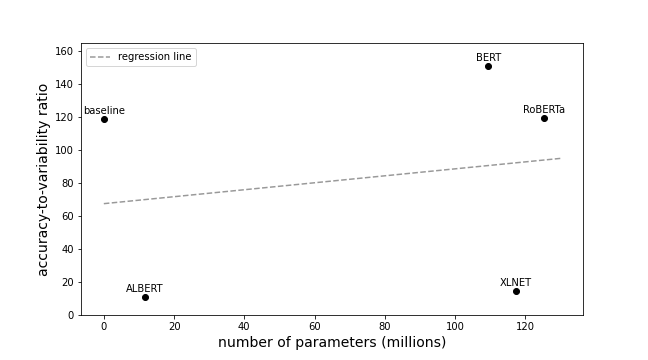 160
140
120
100
80
60
40
20
0
accuracy-to-variability ratio
regression line
BERT
baseline
RoBERTa
ALBERT
XLNET
0 20 40 60 80 100 120
number of parameters (millions)